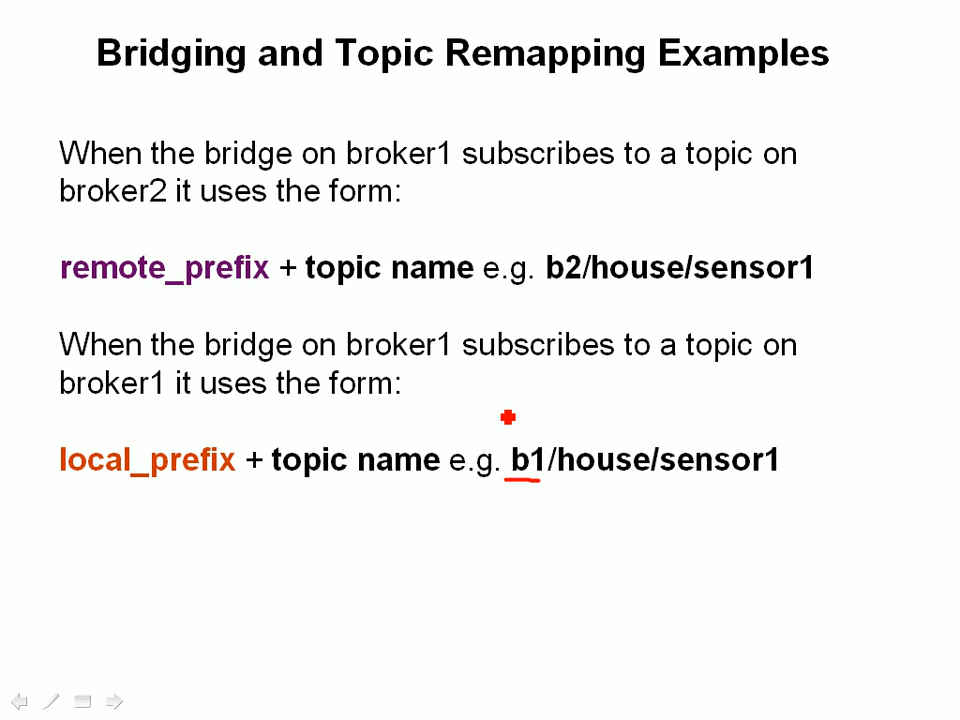 Bridging and Topic Remapping Examples
When the bridge on broker1 subscribes to a topic on
broker2 it uses the form:
remote_prefix + topic name e.g. b2/house/sensor1
When the bridge on broker1 subscribes to a topic on
broker1 it uses the form:
local_prefix + topic name e.g. b1/house/sensor1